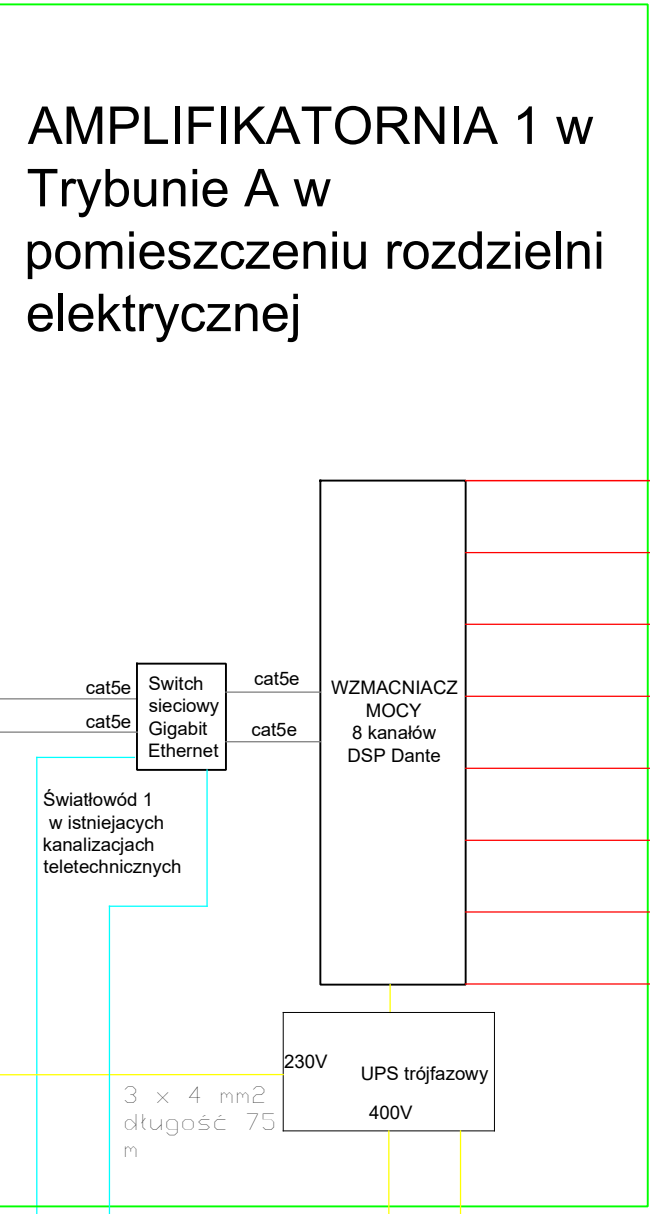 AMPLIFIKATORNIA 1 w
Trybunie A w
pomieszczeniu rozdzielni
elektrycznej
cat5e
cat5e
Switch
sieciowy
Gigabit
Ethernet
cat5e
cat5e
WZMACNIACZ
MOCY
8 kanałów
DSP Dante
Światłowód 1
w istniejacych
kanalizacjach
teletechnicznych
230V
UPS trójfazowy
400V
3 x 4 mm2
długość 75
m